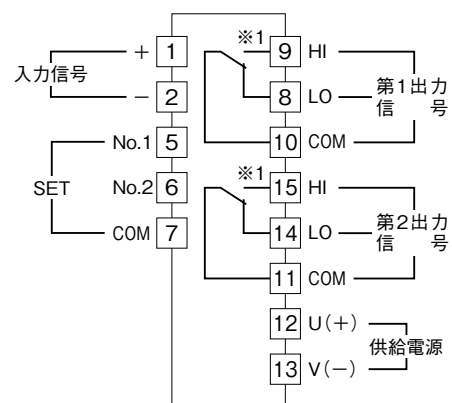 入力信号
+ 1
− 2
SET
No.1 5
No.2 6
COM 7
※1
9 HI
8 LO
10 COM
第1出力
信 号
※1
15 HI
14 LO
11 COM
第2出力
信 号
12 U(+)
13 V(−)
供給電源